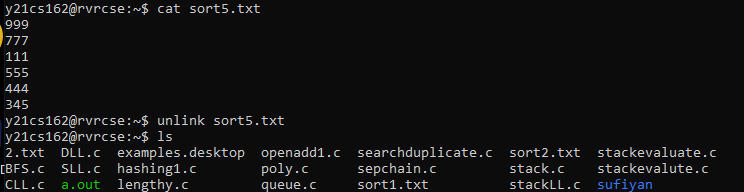 y21cs162@rvrcse:~$ cat sort5.txt
999
777
111
555
444
345
y21cs162@rvrcse:~$ unlink sort5.txt
y21cs162@rvrcse:~$ ls
2.txt DLL.c examples.desktop openadd1.c searchduplicate.c sort2.txt stackevaluate.c
BFS.c SLL.c hashing1.c poly.c sepchain.c stack.c stackevalute.c
CLL.c a.out lengthy.c queue.c sort1.txt stackLL.c sufiyan